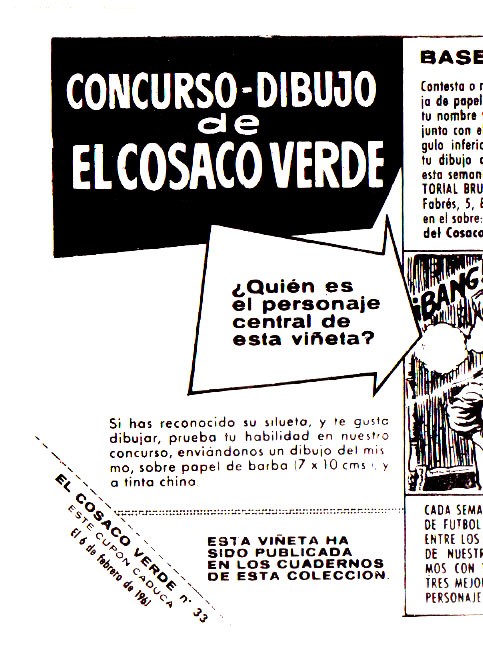 CONCURSO-DIBUJO
de
EL COSACO VERDE
¿Quién es
el personaje
central de
esta viñeta?
Si has reconocido su silueta, y te gusta
dibujar, prueba tu habilidad en nuestro
concurso, enviándonos un dibujo del mis
mo, sobre papel de barba (7 x 10 cms.), y
a tinta china.
EL COSACO VERDE n° 33
ESTE CUPON CADUCA
El 6 de febrero de 1961
ESTA VIÑETA HA
SIDO PUBLICADA
EN LOS CUADERNOS
DE ESTA COLECCION.
BASE
Contesta o
ja de papel
tu nombre
junto con e
gulo inferio
tu dibujo
esta seman
TORIAL BRU
Fabrés, 5,
en el sobre:
del Cosaco
¡BANG
CADA SEMA
DE FUTBOL
ENTRE LOS
DE NUESTR
MOS CON
TRES MEJO
PERSONAJE